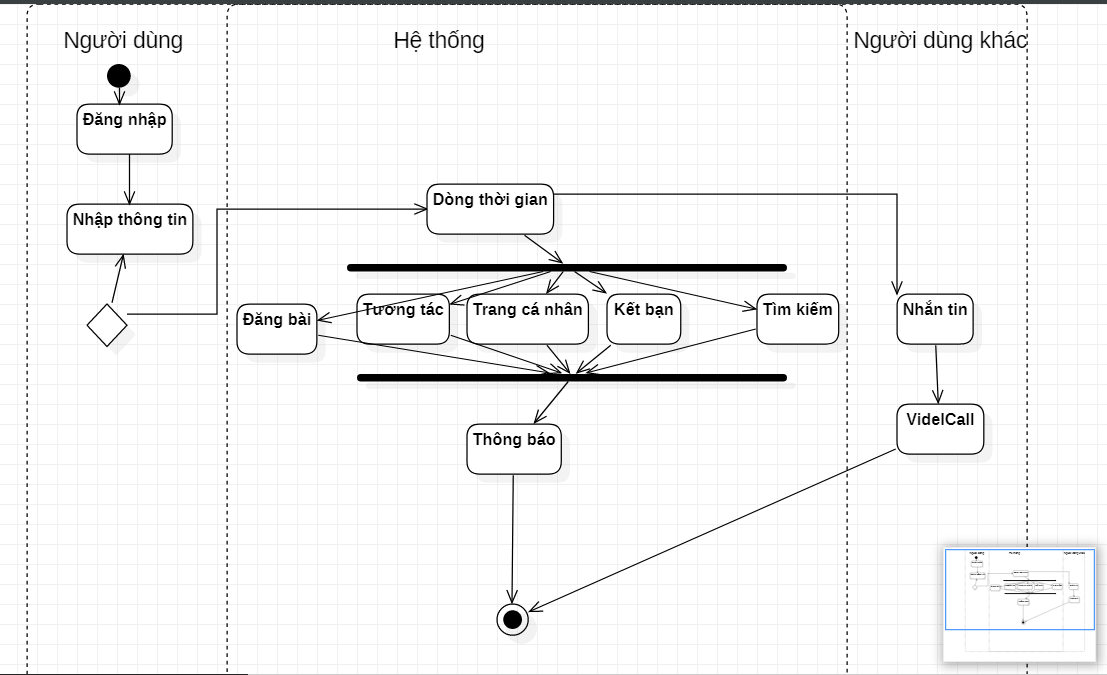 Người dùng
Hệ thống
Người dùng khác
Đăng nhập
Nhập thông tin
Dòng thời gian
Đăng bài
Tương tác
Trang cá nhân
Kết bạn
Tìm kiếm
Nhắn tin
VidelCall
Thông báo